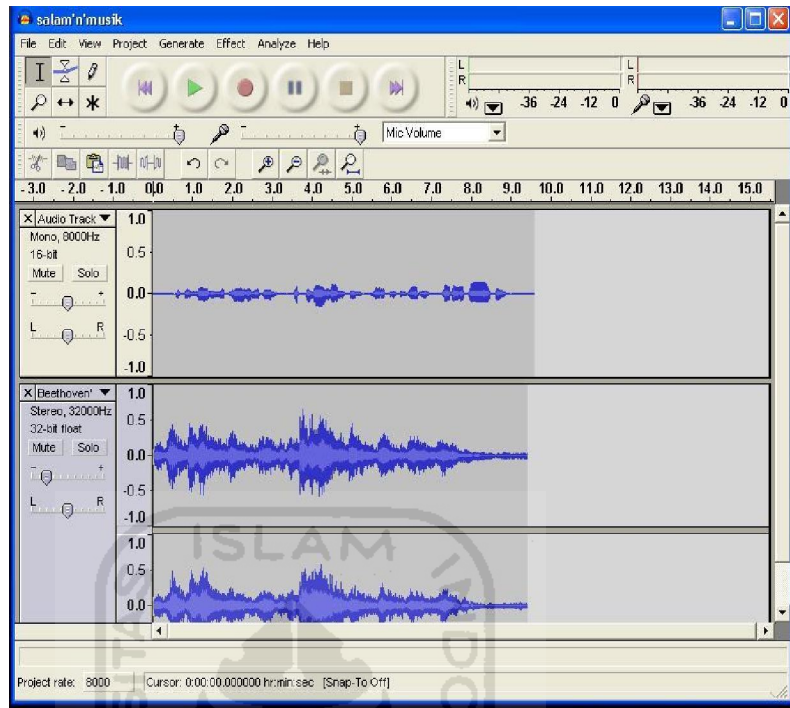 salam'n'musik
File Edit View Project Generate Effect Analyze Help
L
R
-36 -24 -12 0
L
R
-36 -24 -12 0
Mic Volume
-3.0 -2.0 -1.0 0.0 1.0 2.0 3.0 4.0 5.0 6.0 7.0 8.0 9.0 10.0 11.0 12.0 13.0 14.0 15.0
X Audio Track
Mono, 8000Hz
16-bit
Mute Solo
- +
L R
1.0
0.5
0.0
-0.5
-1.0
X Beethoven'
Stereo, 32000Hz
32-bit float
Mute Solo
- +
L R
1.0
0.5
0.0
-0.5
-1.0
1.0
0.5
0.0
ISLAM
SITAS
INDO
Project rate: 8000 Cursor: 0:00:00.000000 hr:min:sec [Snap-To Off]